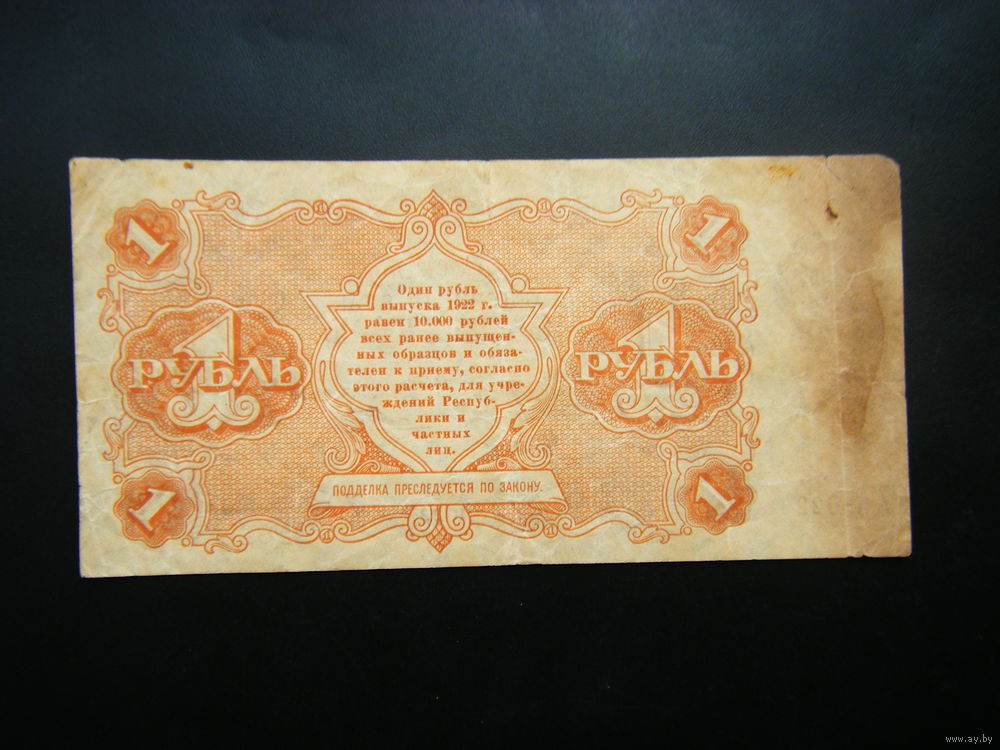 1
1
Один рубль
выпуска 1922 г.
равен 10.000 рублей
всех ранее выпущен-
ных образцов и обяза-
телен к приему, согласно
этого расчета, для учре-
ждений Респуб-
лики и
частных
лиц.
1
РУБЛЬ
1
РУБЛЬ
ПОДДЕЛКА ПРЕСЛЕДУЕТСЯ ПО ЗАКОНУ.
1
1
www.ay.by